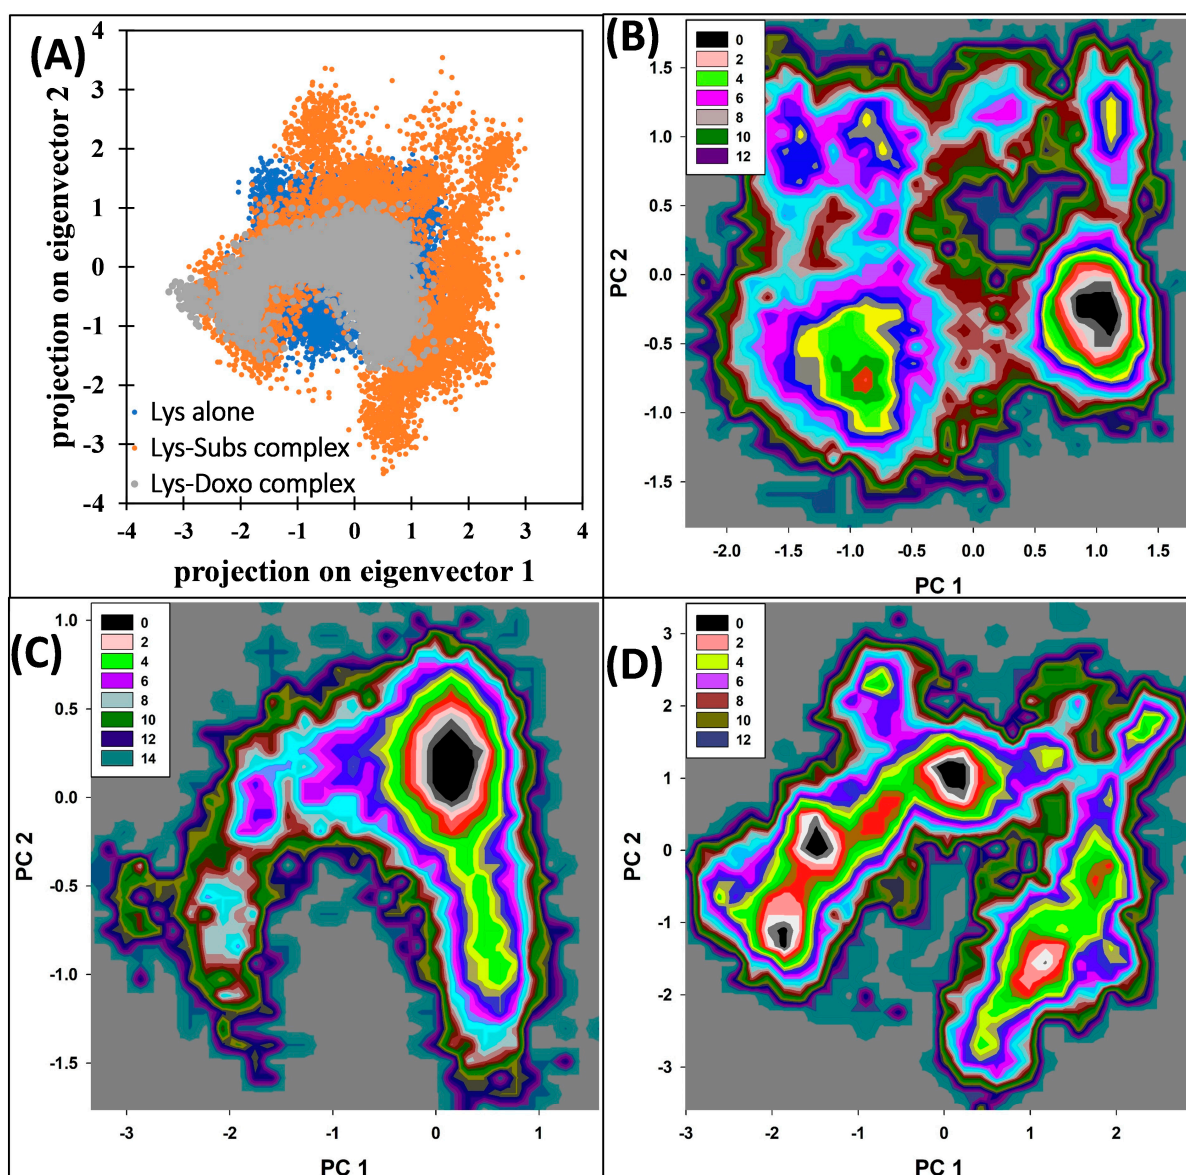 (A)
4
3
2
1
0
-1
-2
-3
-4
projection on eigenvector 2
Lys alone
Lys-Subs complex
Lys-Doxo complex
-4 -3 -2 -1 0 1 2 3 4
projection on eigenvector 1
(B)
0
2
4
6
8
10
12
1.5
1.0
0.5
0.0
-0.5
-1.0
-1.5
PC 2
-2.0 -1.5 -1.0 -0.5 0.0 0.5 1.0 1.5
PC 1
(C)
0
2
4
6
8
10
12
14
1.0
0.5
0.0
-0.5
-1.0
-1.5
PC 2
-3 -2 -1 0 1
PC 1
(D)
0
2
4
6
8
10
12
3
2
1
0
-1
-2
-3
PC 2
-3 -2 -1 0 1 2
PC 1